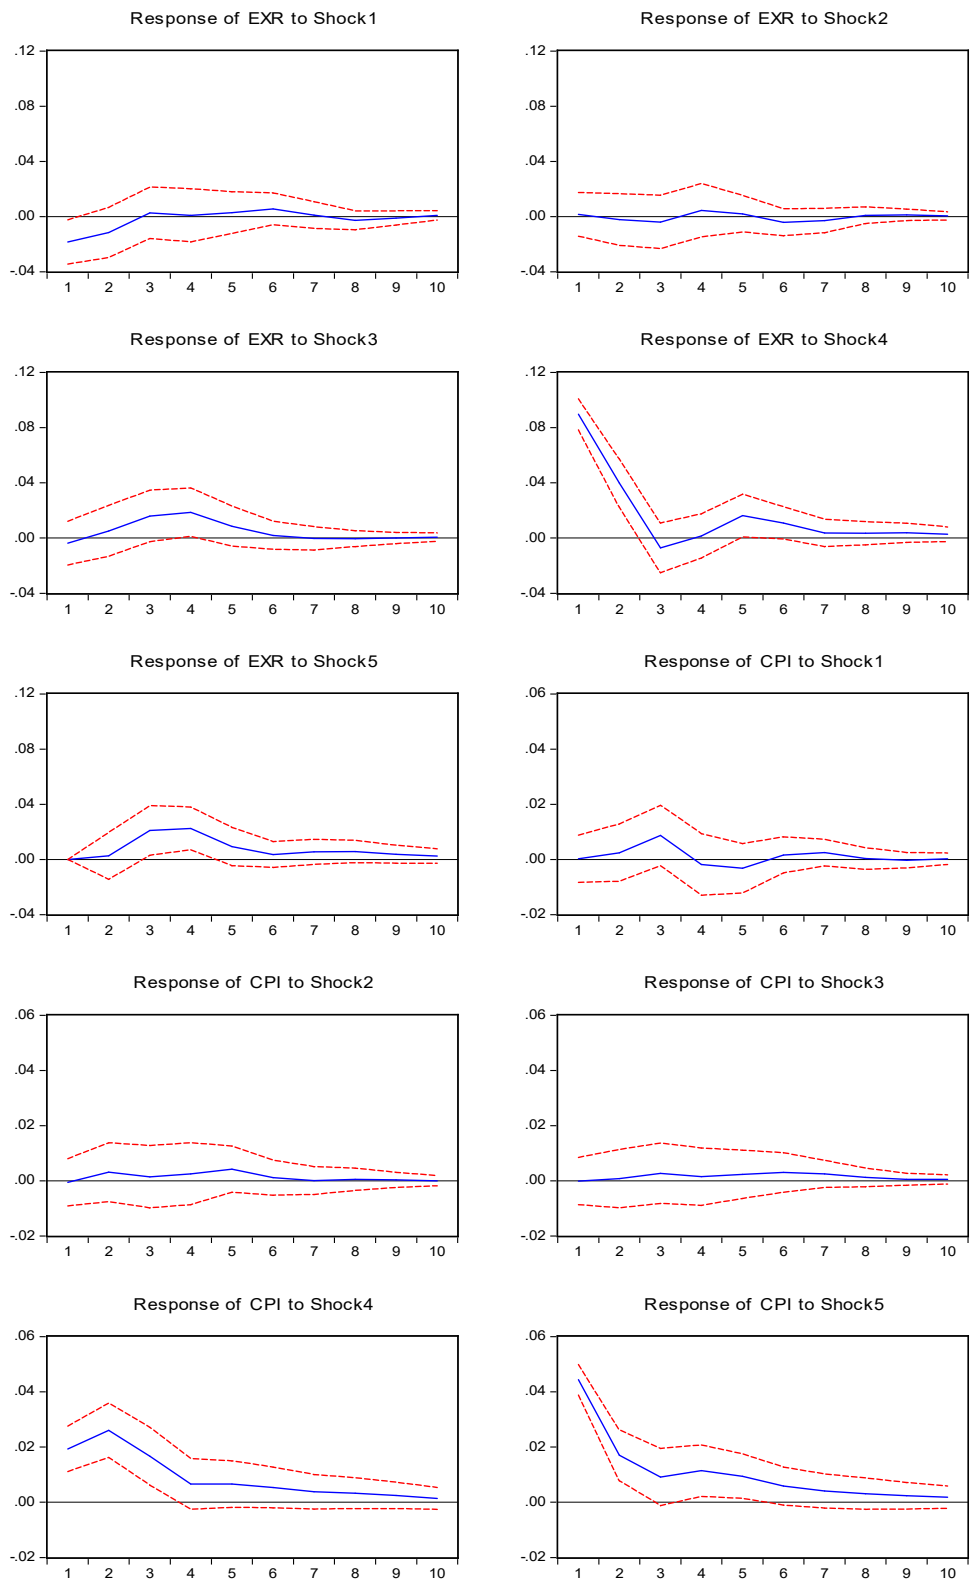 Response of EXR to Shock1
.12
.08
.04
.00
-.04
1 2 3 4 5 6 7 8 9 10
Response of EXR to Shock2
.12
.08
.04
.00
-.04
1 2 3 4 5 6 7 8 9 10
Response of EXR to Shock3
.12
.08
.04
.00
-.04
1 2 3 4 5 6 7 8 9 10
Response of EXR to Shock4
.12
.08
.04
.00
-.04
1 2 3 4 5 6 7 8 9 10
Response of EXR to Shock5
.12
.08
.04
.00
-.04
1 2 3 4 5 6 7 8 9 10
Response of CPI to Shock1
.06
.04
.02
.00
-.02
1 2 3 4 5 6 7 8 9 10
Response of CPI to Shock2
.06
.04
.02
.00
-.02
1 2 3 4 5 6 7 8 9 10
Response of CPI to Shock3
.06
.04
.02
.00
-.02
1 2 3 4 5 6 7 8 9 10
Response of CPI to Shock4
.06
.04
.02
.00
-.02
1 2 3 4 5 6 7 8 9 10
Response of CPI to Shock5
.06
.04
.02
.00
-.02
1 2 3 4 5 6 7 8 9 10